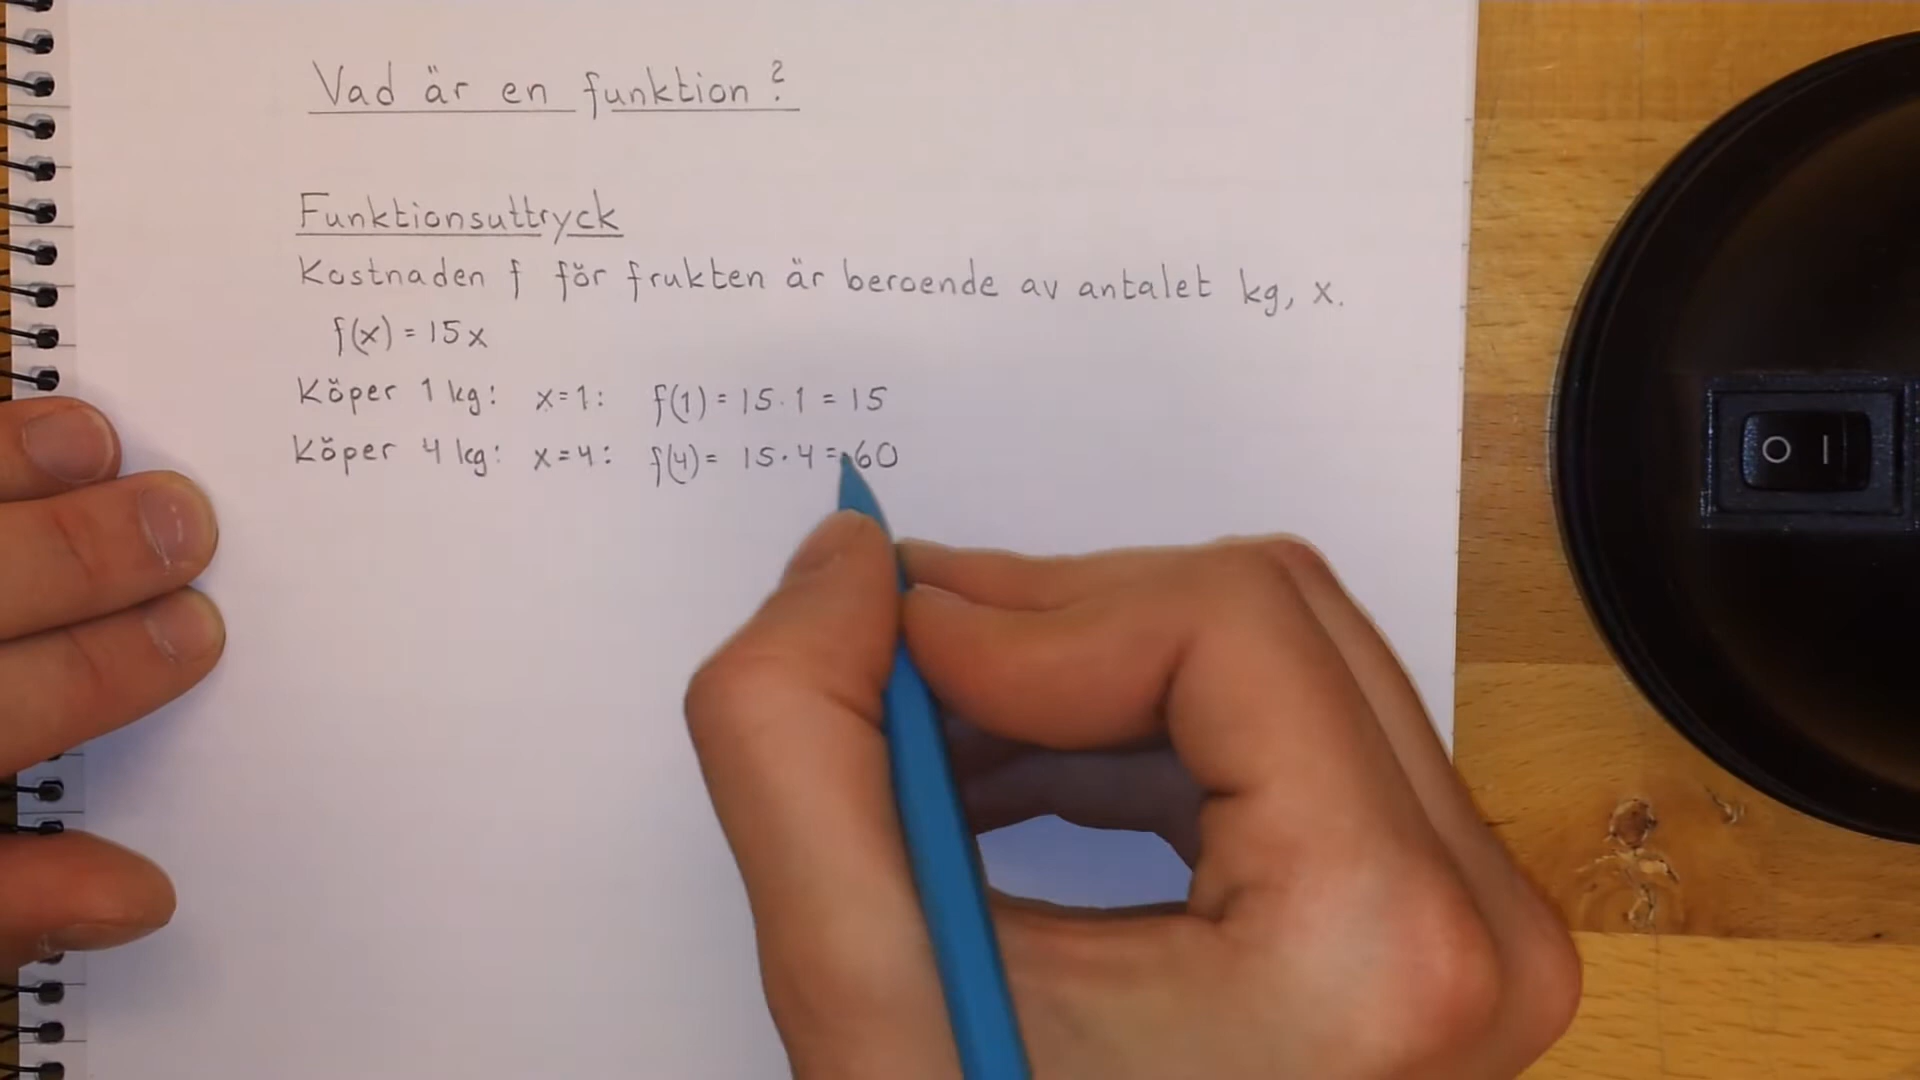 Vad är en funktion?
Funktionsuttryck
Kostnaden f för frukten är beroende av antalet kg, x.
f(x) = 15x
Köper 1 kg: x=1: f(1) = 15·1 = 15
Köper 4 kg: x=4: f(4) = 15·4 = 60
O I